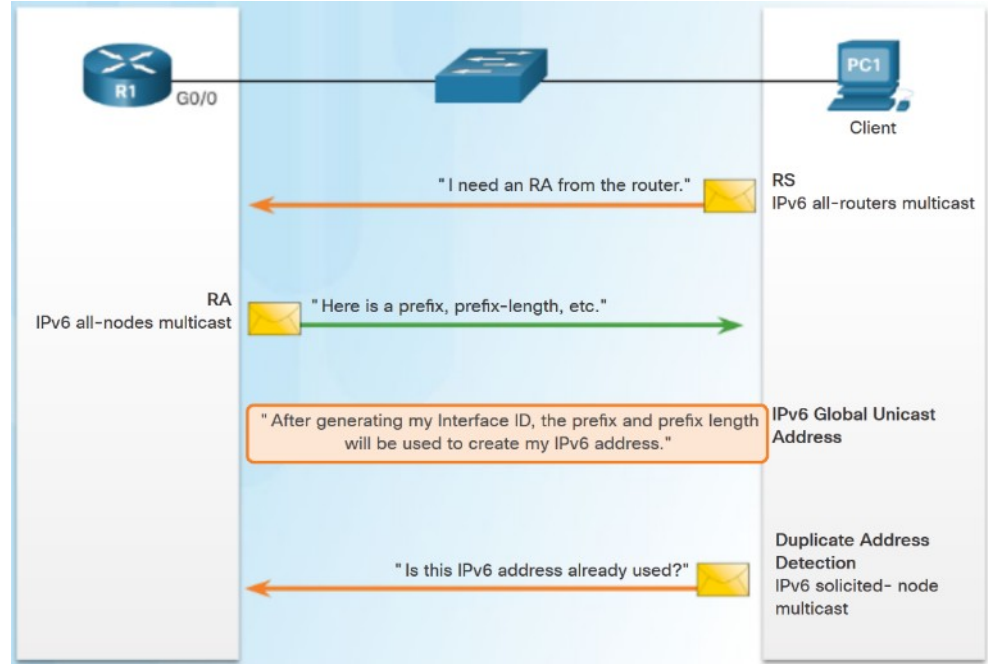 R1
G0/0
PC1
Client
"I need an RA from the router."
RS
IPv6 all-routers multicast
RA
IPv6 all-nodes multicast
"Here is a prefix, prefix-length, etc."
"After generating my Interface ID, the prefix and prefix length
will be used to create my IPv6 address."
IPv6 Global Unicast
Address
"Is this IPv6 address already used?"
Duplicate Address
Detection
IPv6 solicited- node
multicast